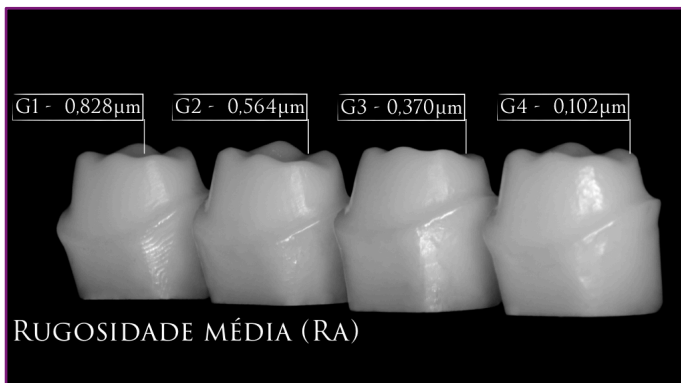 G1 - 0,828µm
G2 - 0,564µm
G3 - 0,370µm
G4 - 0,102µm
RUGOSIDADE MÉDIA (RA)